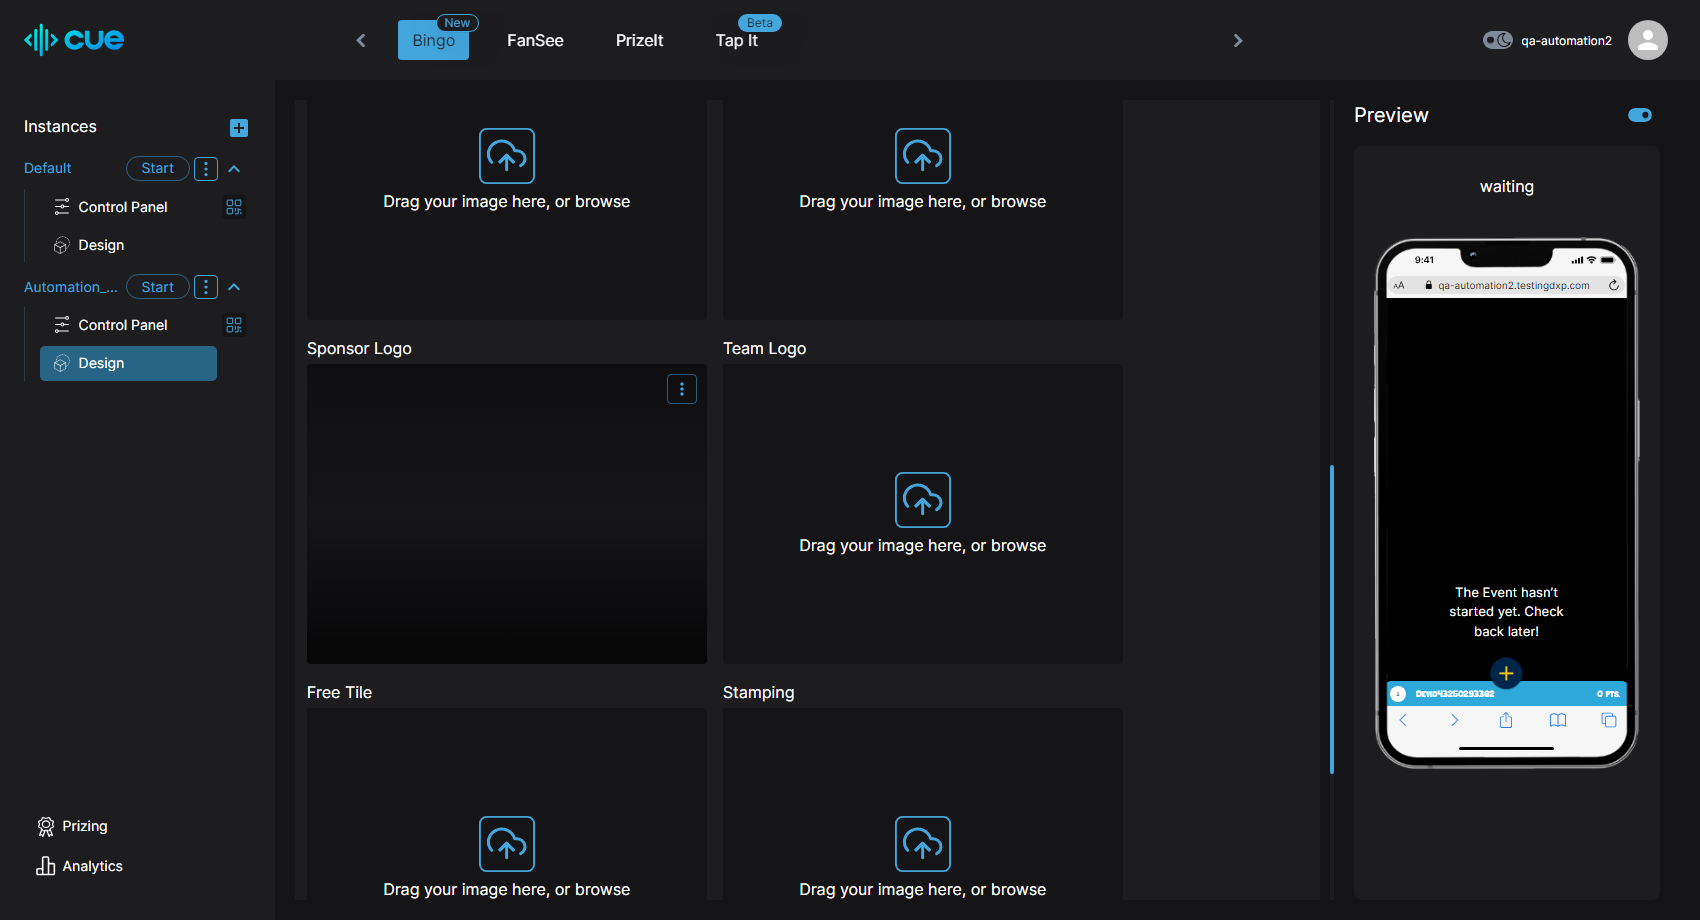 cue
Bingo
New
FanSee
PrizeIt
Tap It
Beta
qa-automation2
Instances
Default
Start
Control Panel
Design
Automation_...
Start
Control Panel
Design
Prizing
Analytics
Drag your image here, or browse
Drag your image here, or browse
Sponsor Logo
Team Logo
Drag your image here, or browse
Free Tile
Stamping
Drag your image here, or browse
Drag your image here, or browse
Preview
waiting
9:41
AA
qa-automation2.testingdxp.com
The Event hasn't
started yet. Check
back later!
0 PTS.